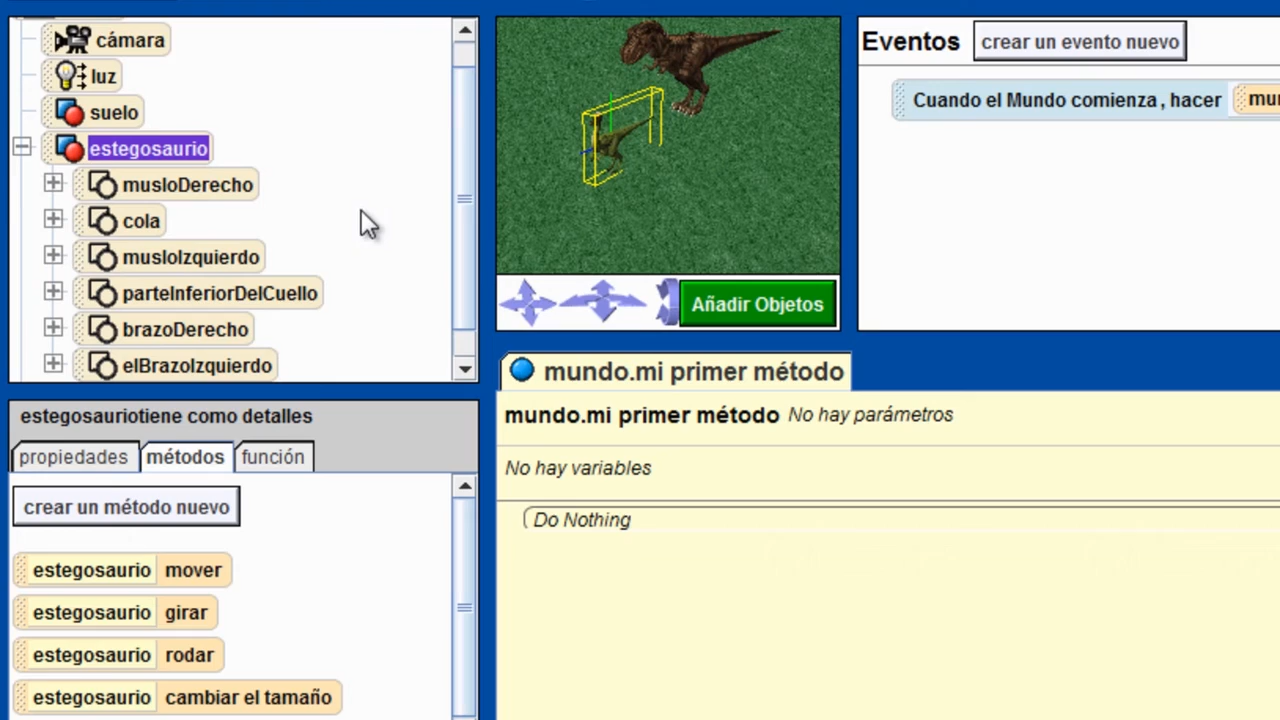 cámara
luz
suelo
estegosaurio
musloDerecho
cola
musloIzquierdo
parteInferiorDelCuello
brazoDerecho
elBrazoIzquierdo
estegosauriotiene como detalles
propiedades
métodos
función
crear un método nuevo
estegosaurio mover
estegosaurio girar
estegosaurio rodar
estegosaurio cambiar el tamaño
Añadir Objetos
Eventos
crear un evento nuevo
Cuando el Mundo comienza, hacer
mundo.mi primer método
mundo.mi primer método No hay parámetros
No hay variables
Do Nothing